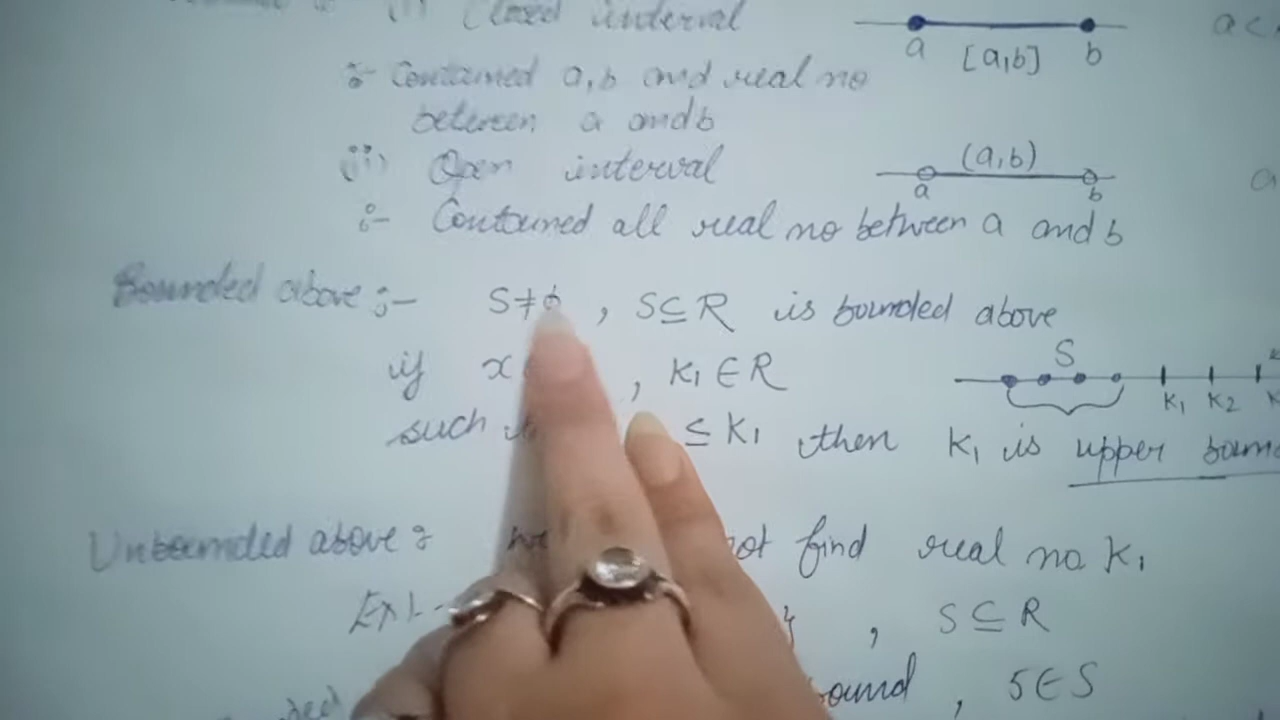 (i) Closed interval
a [a,b] b
a <
:- Contained a, b and real no
between a and b
(ii) Open interval
(a,b)
a b
a
:- Contained all real no between a and b
Bounded above :- S≠ϕ , S⊆R is bounded above
if x , K₁ ∈ R
S
K₁ K₂ K
such ≤ K₁ then K₁ is upper boun
Unbounded above : not find real no K₁
Ex:- } , S⊆R
ound , 5∈S